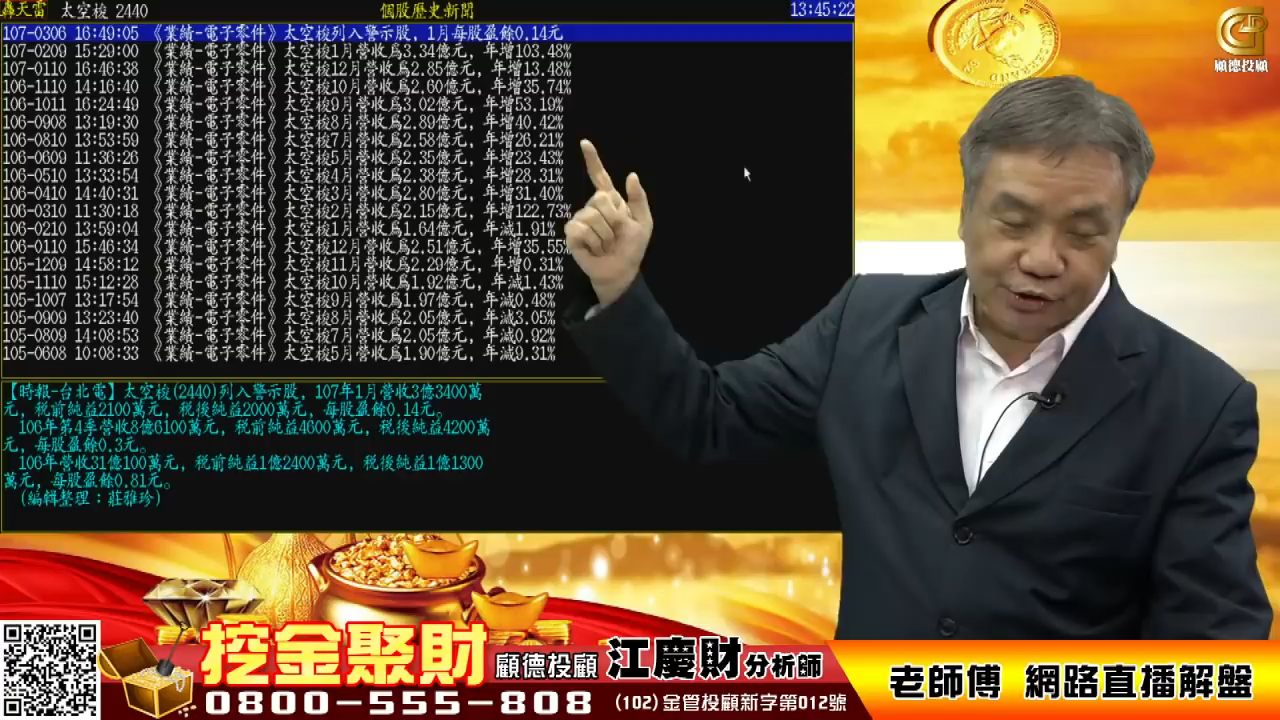 轟天雷 太空梭 2440 個股歷史新聞 13:45:22
107-0306 16:49:05 《業績-電子零件》太空梭列入警示股，1月每股盈餘0.14元
107-0209 15:29:00 《業績-電子零件》太空梭1月營收為3.34億元，年增103.48%
107-0110 16:46:38 《業績-電子零件》太空梭12月營收為2.85億元，年增13.48%
106-1110 14:16:40 《業績-電子零件》太空梭10月營收為2.60億元，年增35.74%
106-1011 16:24:49 《業績-電子零件》太空梭9月營收為3.02億元，年增53.19%
106-0908 13:19:30 《業績-電子零件》太空梭8月營收為2.89億元，年增40.42%
106-0810 13:53:59 《業績-電子零件》太空梭7月營收為2.58億元，年增26.21%
106-0609 11:36:26 《業績-電子零件》太空梭5月營收為2.35億元，年增23.43%
106-0510 13:33:54 《業績-電子零件》太空梭4月營收為2.38億元，年增28.31%
106-0410 14:40:31 《業績-電子零件》太空梭3月營收為2.80億元，年增31.40%
106-0310 11:30:18 《業績-電子零件》太空梭2月營收為2.15億元，年增122.73%
106-0210 13:59:04 《業績-電子零件》太空梭1月營收為1.64億元，年減1.91%
106-0110 15:46:34 《業績-電子零件》太空梭12月營收為2.51億元，年增35.55%
105-1209 14:58:12 《業績-電子零件》太空梭11月營收為2.29億元，年增0.31%
105-1110 15:12:28 《業績-電子零件》太空梭10月營收為1.92億元，年減1.43%
105-1007 13:17:54 《業績-電子零件》太空梭9月營收為1.97億元，年減0.48%
105-0909 13:23:40 《業績-電子零件》太空梭8月營收為2.05億元，年減3.05%
105-0809 14:08:53 《業績-電子零件》太空梭7月營收為2.05億元，年減0.92%
105-0608 10:08:33 《業績-電子零件》太空梭5月營收為1.90億元，年減9.31%
【時報-台北電】太空梭(2440)列入警示股，107年1月營收3億3400萬
元，稅前純益2100萬元，稅後純益2000萬元，每股盈餘0.14元。
106年第4季營收8億6100萬元，稅前純益4600萬元，稅後純益4200萬
元，每股盈餘0.3元。
106年營收31億100萬元，稅前純益1億2400萬元，稅後純益1億1300
萬元，每股盈餘0.81元。
(編輯整理：莊雅珍)
顧德投顧
挖金聚財 顧德投顧 江慶財分析師
0800-555-808 (102)金管投顧新字第012號
老師傅 網路直播解盤